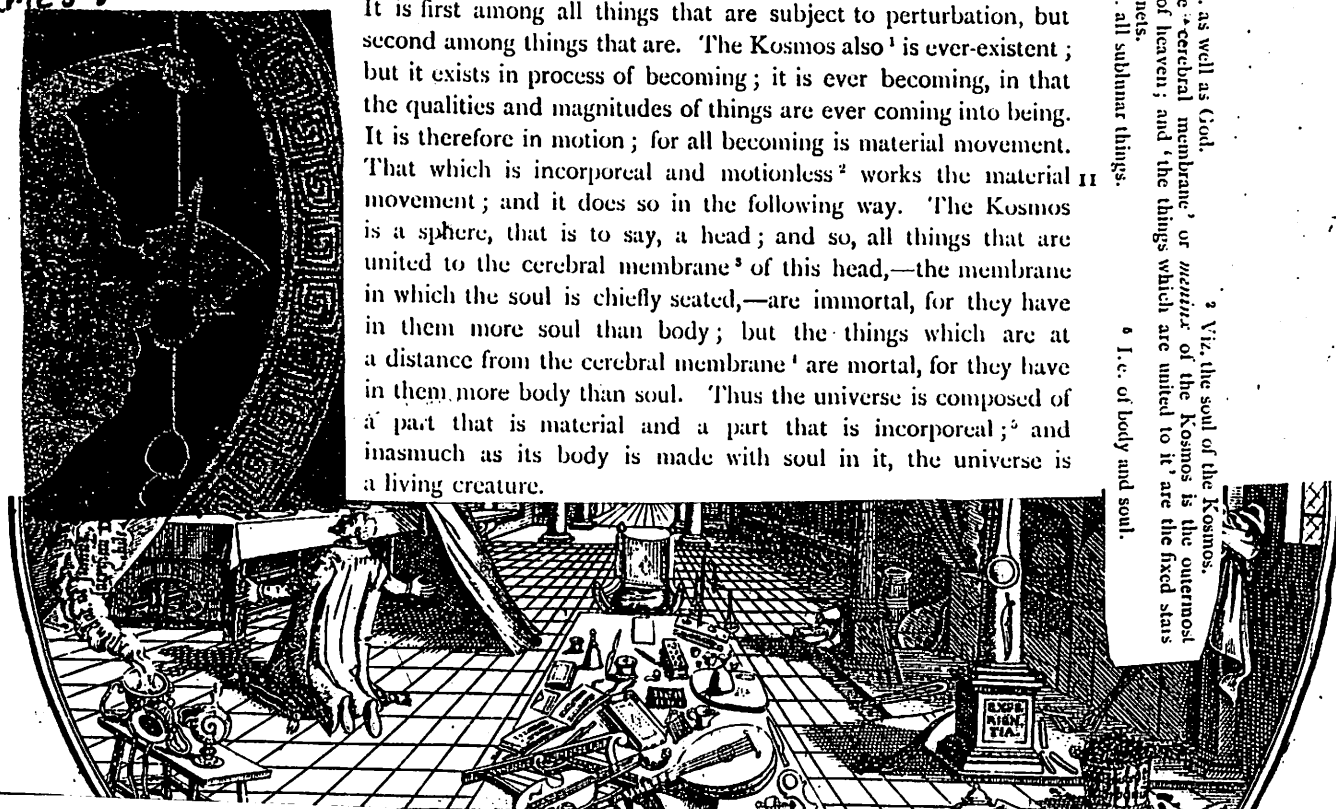 It is first among all things that are subject to perturbation, but
second among things that are. The Kosmos also ¹ is ever-existent ;
but it exists in process of becoming ; it is ever becoming, in that
the qualities and magnitudes of things are ever coming into being.
It is therefore in motion ; for all becoming is material movement.
That which is incorporeal and motionless ² works the material 11
movement ; and it does so in the following way. The Kosmos
is a sphere, that is to say, a head ; and so, all things that are
united to the cerebral membrane ³ of this head,—the membrane
in which the soul is chiefly seated,—are immortal, for they have
in them more soul than body ; but the things which are at
a distance from the cerebral membrane ⁴ are mortal, for they have
in them more body than soul. Thus the universe is composed of
a part that is material and a part that is incorporeal ; ⁵ and
inasmuch as its body is made with soul in it, the universe is
a living creature.
. as well as God. ² Viz. the soul of the Kosmos.
'cerebral membrane' or meninx of the Kosmos is the outermost
of heaven ; and 'the things which are united to it' are the fixed stars
nets.
. all sublunar things. ⁵ I. e. of body and soul.
EXPE
RIEN
TIA.